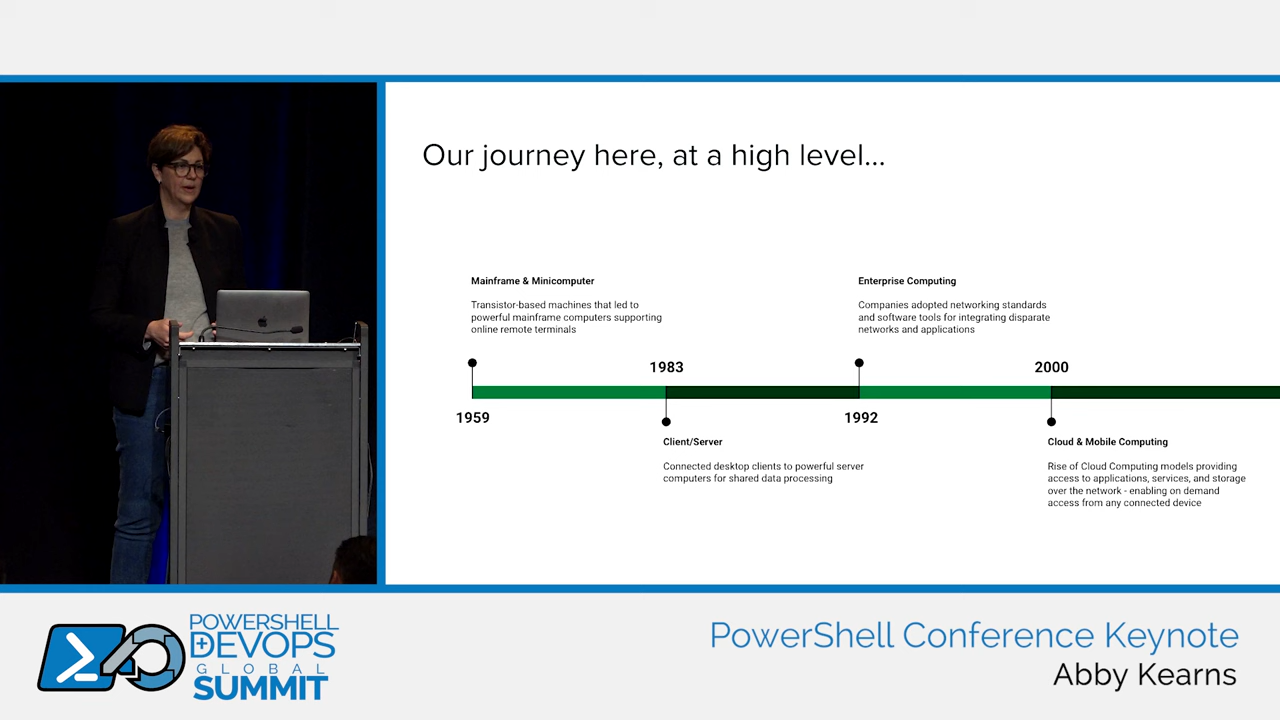 Our journey here, at a high level...
Mainframe & Minicomputer
Transistor-based machines that led to
powerful mainframe computers supporting
online remote terminals
Enterprise Computing
Companies adopted networking standards
and software tools for integrating disparate
networks and applications
1983
2000
1959
1992
Client/Server
Connected desktop clients to powerful server
computers for shared data processing
Cloud & Mobile Computing
Rise of Cloud Computing models providing
access to applications, services, and storage
over the network - enabling on demand
access from any connected device
POWERSHELL
+DEVOPS
GLOBAL
SUMMIT
PowerShell Conference Keynote
Abby Kearns